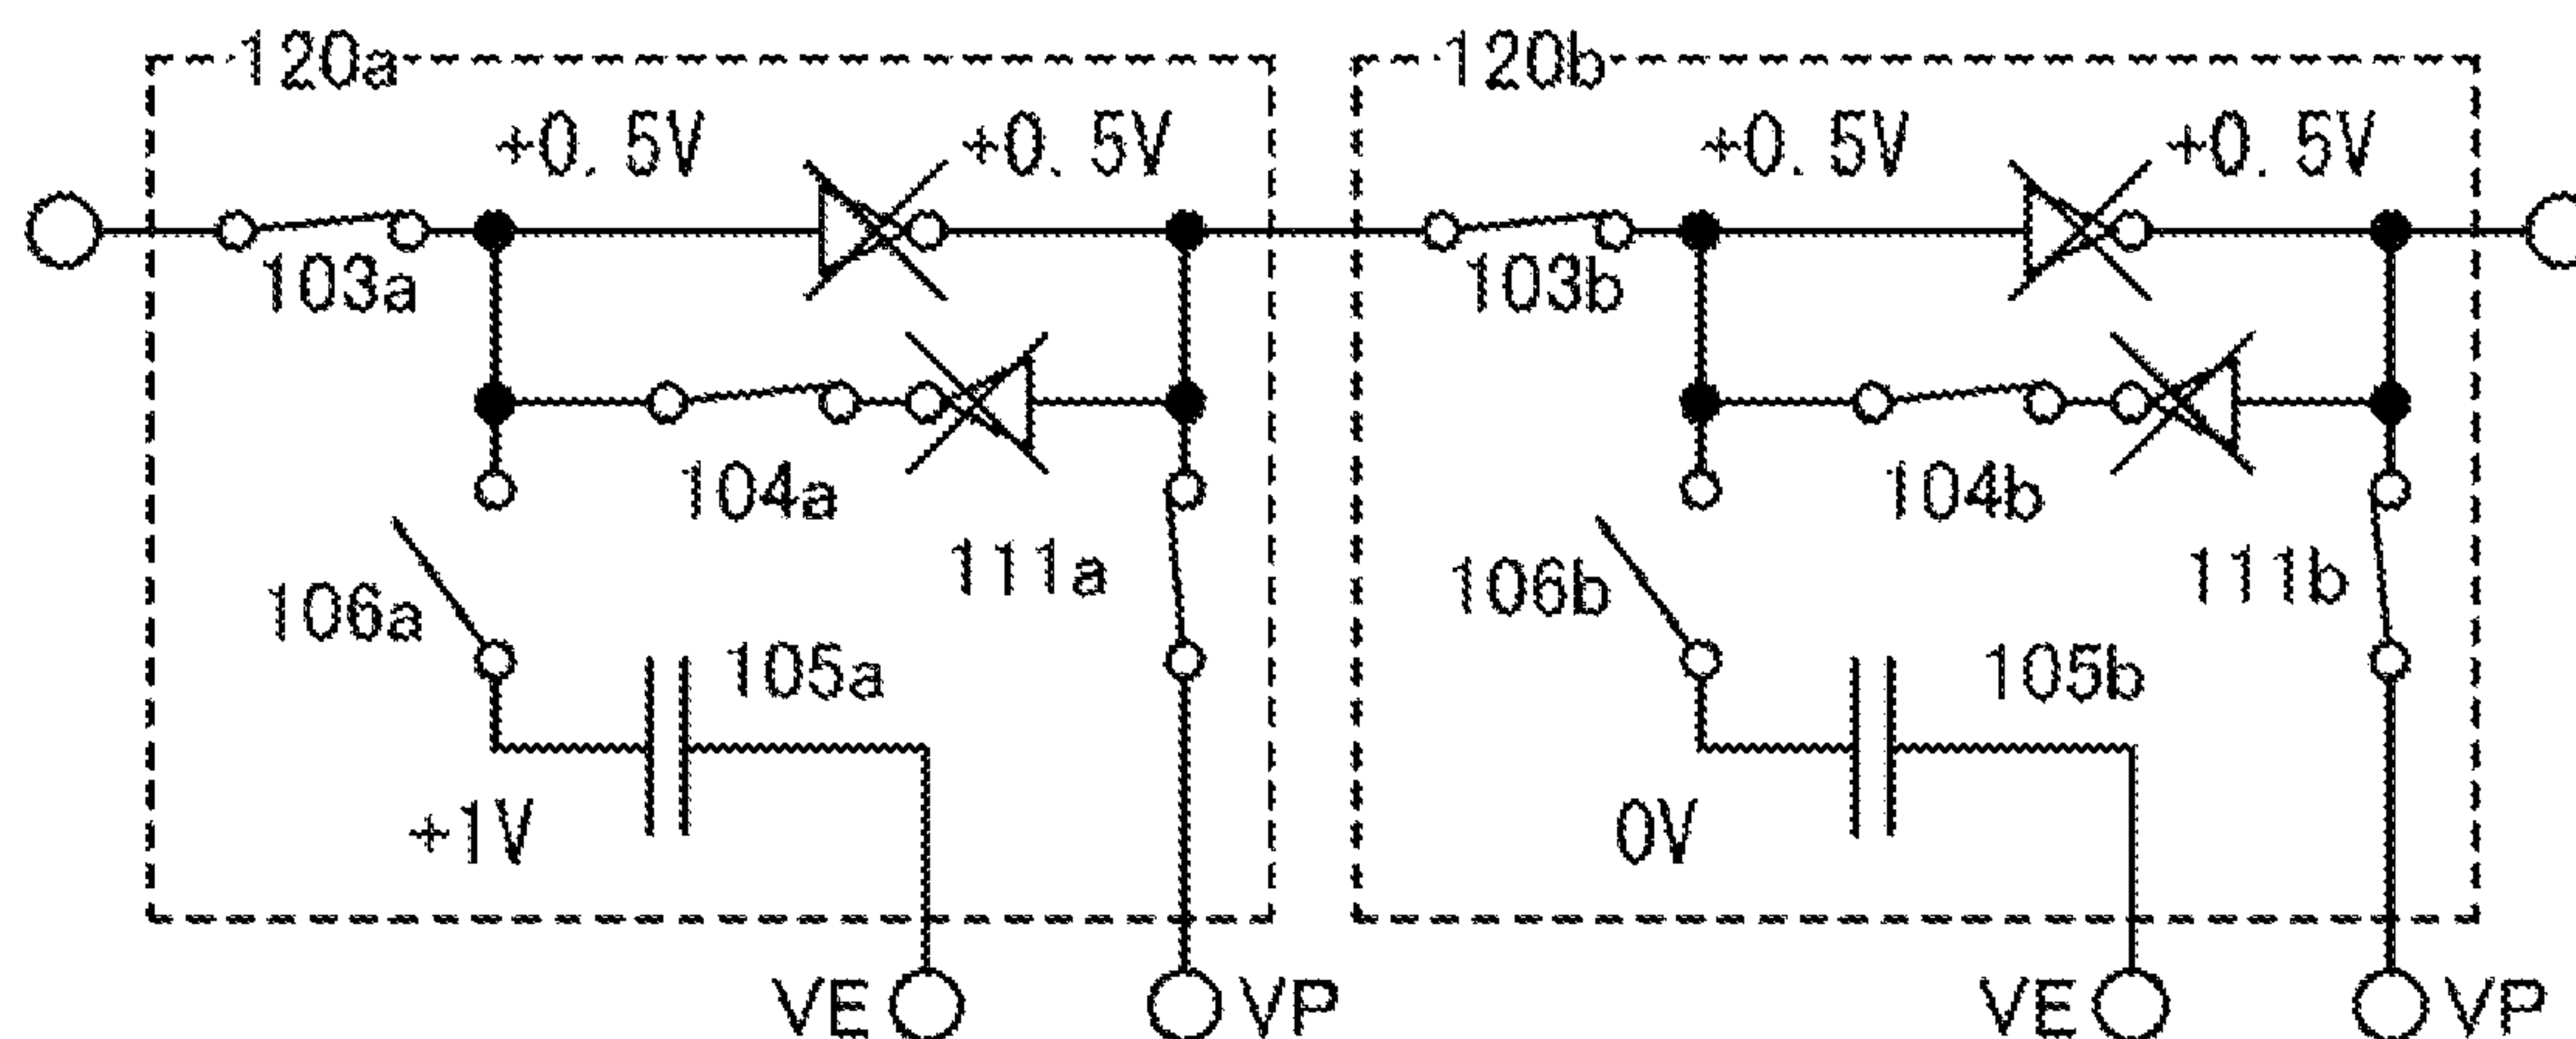 120a 120b
+0. 5V +0. 5V +0. 5V +0. 5V
103a 103b
104a 104b
111a 111b
106a 106b
105a 105b
+1V 0V
VE VP VE VP